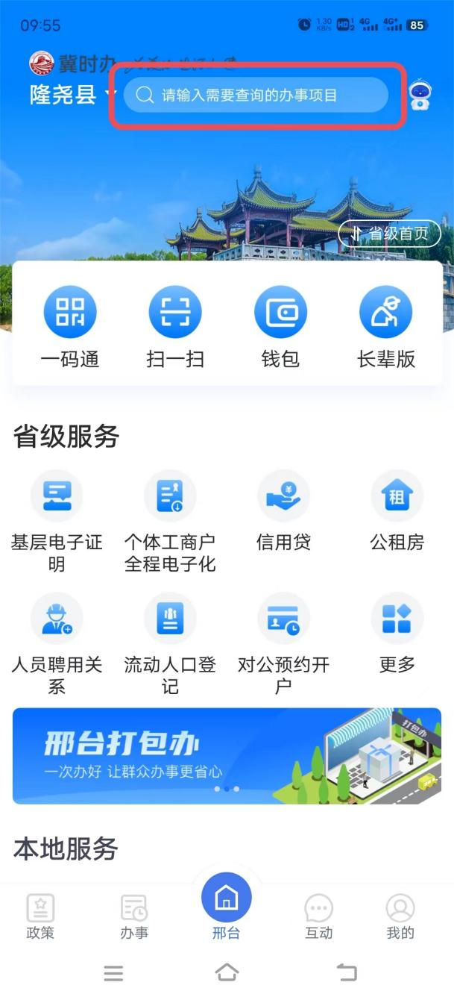 09:55
1.30
KB/s
HD 1
2
4G
4G+
85
冀时办
隆尧县
请输入需要查询的办事项目
省级首页
一码通 扫一扫 钱包 长辈版
省级服务
基层电子证明
个体工商户
全程电子化
信用贷
租
公租房
人员聘用关系
流动人口登记
对公预约开户
更多
邢台打包办
打包办
一次办好 让群众办事更省心
本地服务
政策 办事 邢台 互动 我的